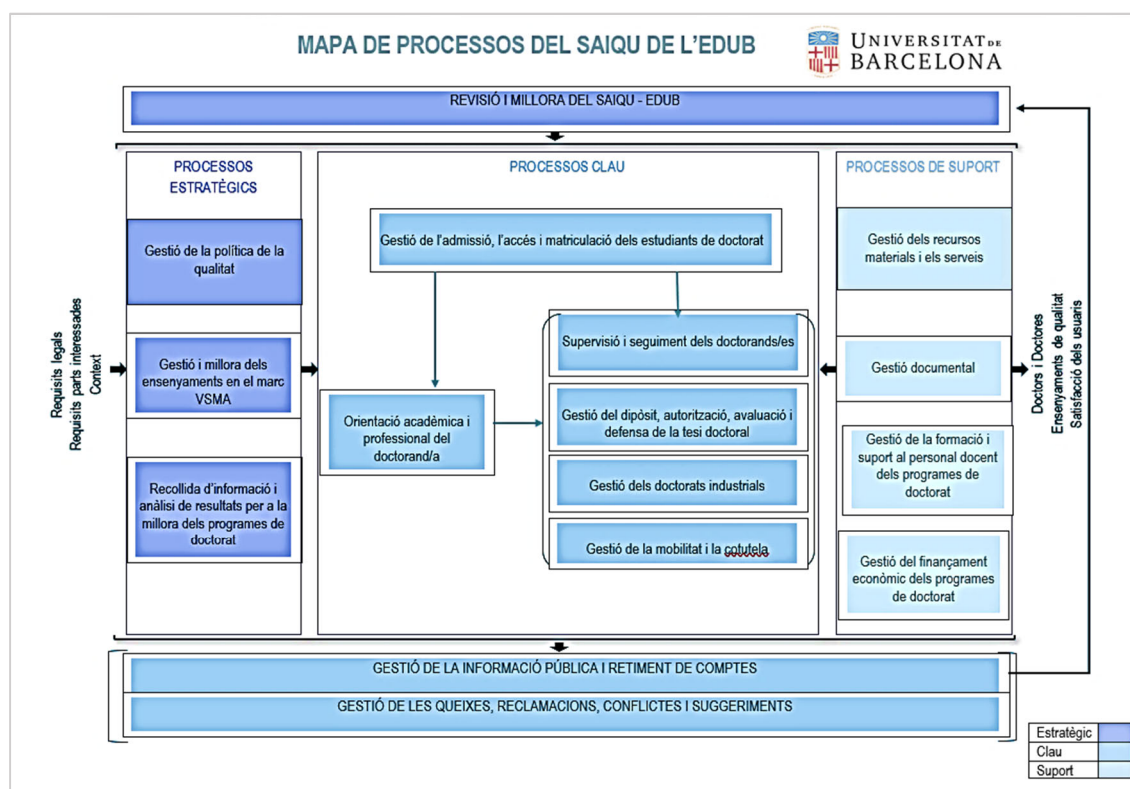 MAPA DE PROCESSOS DEL SAIQU DE L'EDUB
UNIVERSITAT DE
BARCELONA
REVISIÓ I MILLORA DEL SAIQU - EDUB
PROCESSOS
ESTRATÈGICS
PROCESSOS CLAU
PROCESSOS DE SUPORT
Requisits legals
Requisits parts interessades
Context
Gestió de la política de la
qualitat
Gestió i millora dels
ensenyaments en el marc
VSMA
Recollida d'informació i
anàlisi de resultats per a la
millora dels programes de
doctorat
Gestió de l'admissió, l'accés i matriculació dels estudiants de doctorat
Orientació acadèmica i
professional del
doctorand/a
Supervisió i seguiment dels doctorands/es
Gestió del dipòsit, autorització, avaluació i
defensa de la tesi doctoral
Gestió dels doctorats industrials
Gestió de la mobilitat i la cotutela
Gestió dels recursos
materials i els serveis
Gestió documental
Gestió de la formació i
suport al personal docent
dels programes de
doctorat
Gestió del finançament
econòmic dels programes
de doctorat
Doctors i Doctores
Ensenyaments de qualitat
Satisfacció dels usuaris
GESTIÓ DE LA INFORMACIÓ PÚBLICA I RETIMENT DE COMPTES
GESTIÓ DE LES QUEIXES, RECLAMACIONS, CONFLICTES I SUGGERIMENTS
Estratègic
Clau
Suport